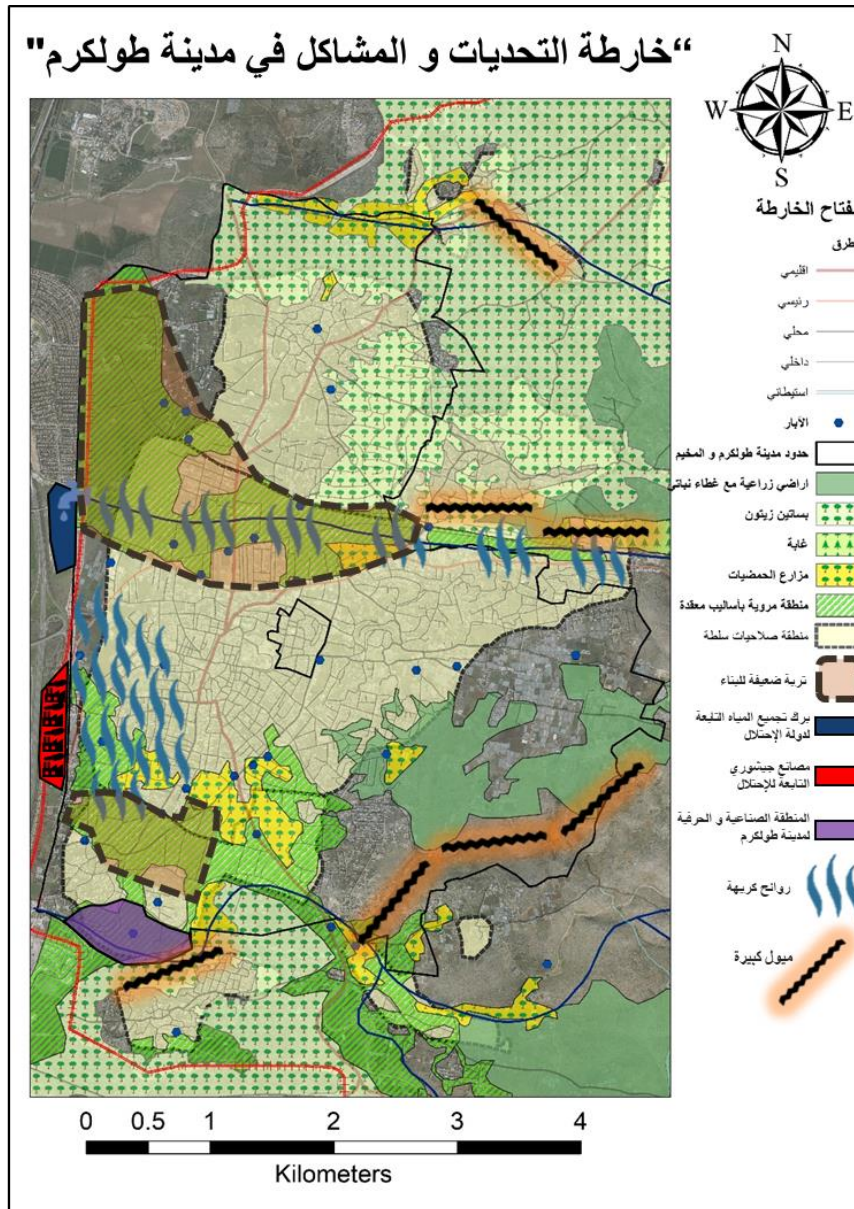 “خارطة التحديات و المشاكل في مدينة طولكرم"
N
W E
S
فتاح الخارطة
طرق
اقليمي
رئيسي
محلي
داخلي
استيطاني
الآبار
حدود مدينة طولكرم و المخيم
اراضي زراعية مع غطاء نباتي
بساتين زيتون
غابة
مزارع الحمضيات
منطقة مروية بأساليب معقدة
منطقة صلاحيات سلطة
تربة ضعيفة للبناء
برك تجميع المياه التابعة
لدولة الإحتلال
مصانع جيشوري
التابعة للإحتلال
المنطقة الصناعية و الحرفية
لمدينة طولكرم
روائح كريهة
ميول كبيرة
0 0.5 1 2 3 4
Kilometers